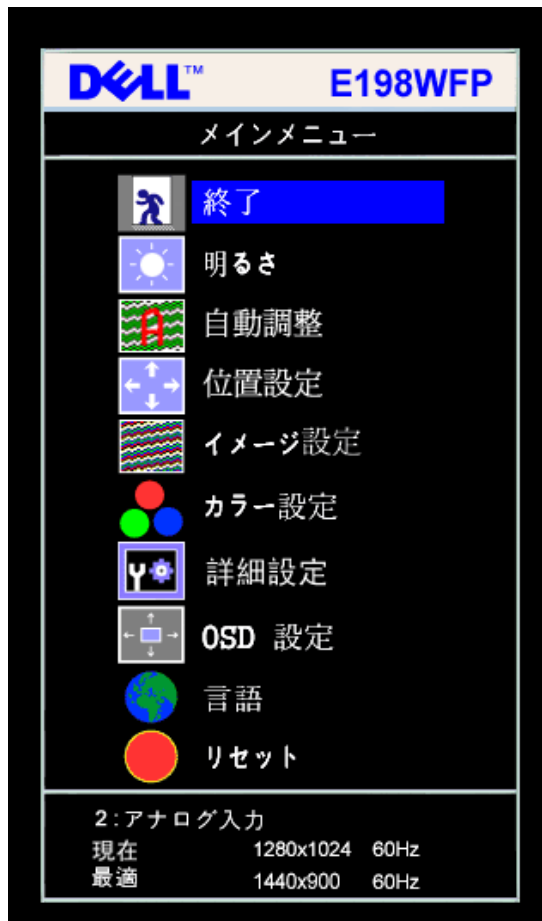 DELL™ E198WFP
メインメニュー
終了
明るさ
自動調整
位置設定
イメージ設定
カラー設定
詳細設定
OSD 設定
言語
リセット
2:アナログ入力
現在 1280x1024 60Hz
最適 1440x900 60Hz